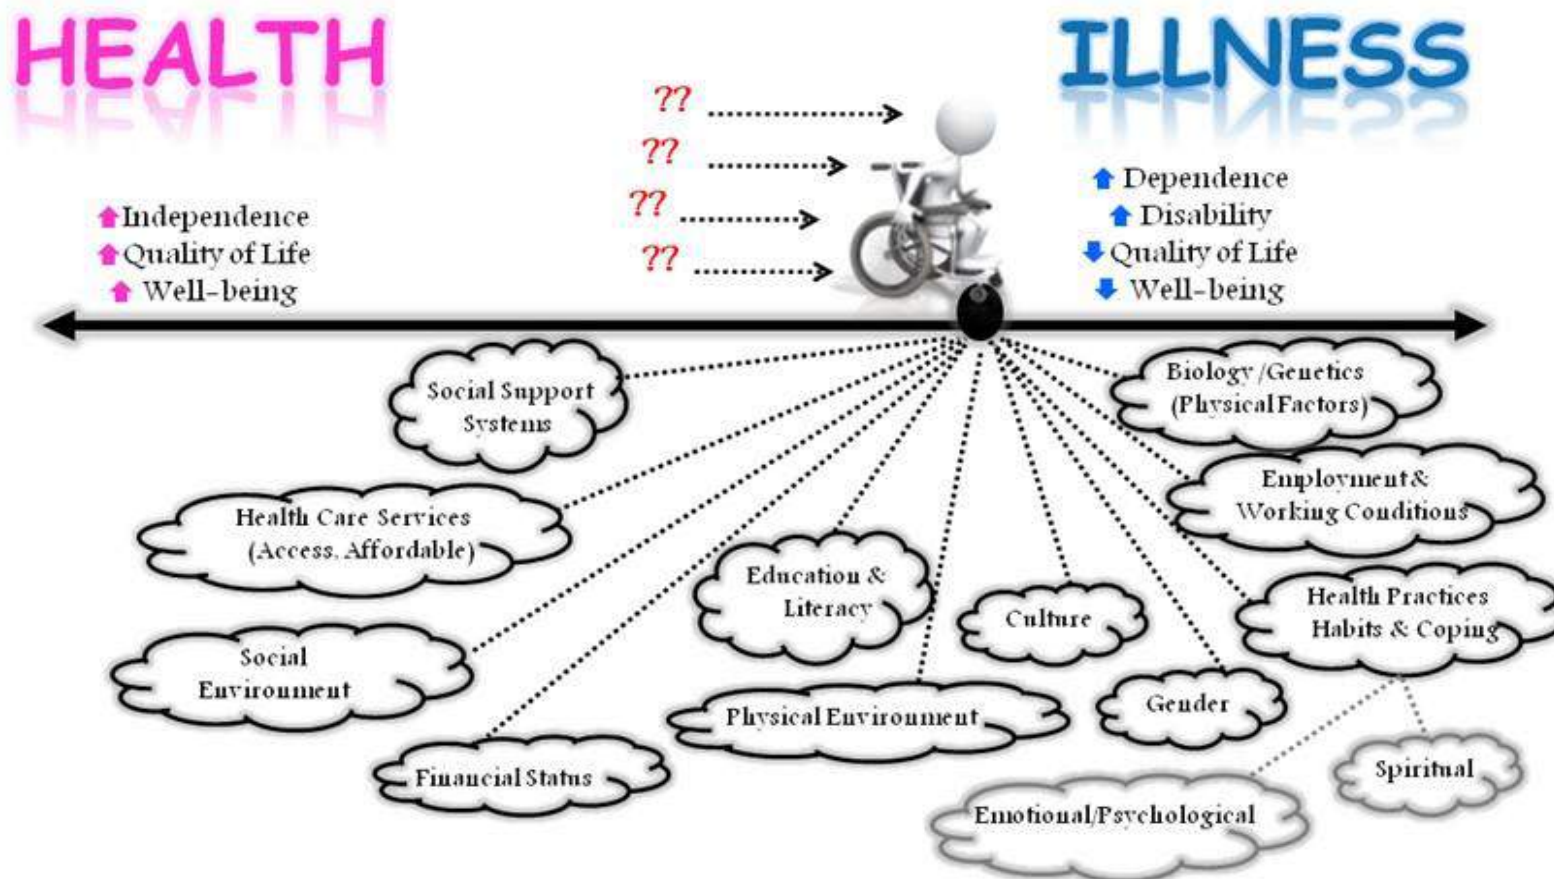 HEALTH
ILLNESS
??
??
??
??
Independence
Quality of Life
Well-being
Dependence
Disability
Quality of Life
Well-being
Social Support
Systems
Biology/Genetics
(Physical Factors)
Health Care Services
(Access, Affordable)
Employment &
Working Conditions
Education &
Literacy
Culture
Health Practices
Habits & Coping
Social
Environment
Physical Environment
Gender
Financial Status
Emotional/Psychological
Spiritual